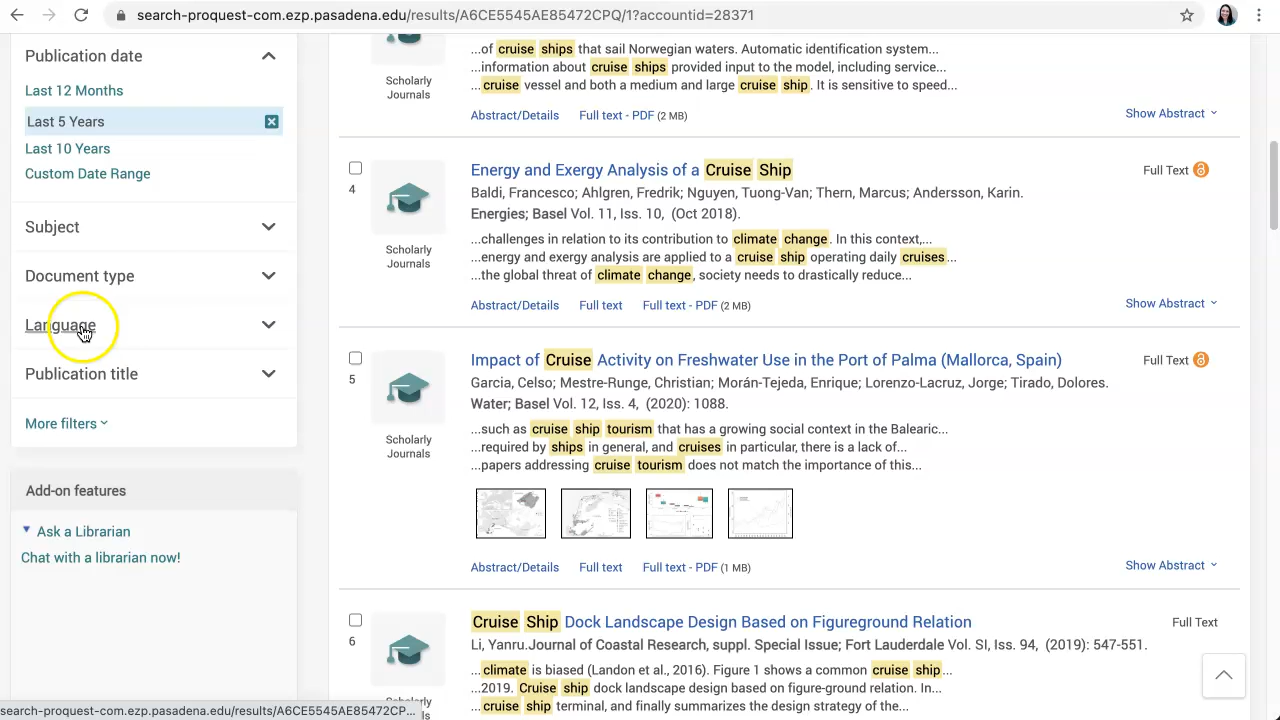 search-proquest-com.ezp.pasadena.edu/results/A6CE5545AE85472CPQ/1?accountid=28371
Publication date
Last 12 Months
Last 5 Years
Last 10 Years
Custom Date Range
Subject
Document type
Language
Publication title
More filters
Add-on features
Ask a Librarian
Chat with a librarian now!
Scholarly
Journals
...of cruise ships that sail Norwegian waters. Automatic identification system...
...information about cruise ships provided input to the model, including service...
...cruise vessel and both a medium and large cruise ship. It is sensitive to speed...
Abstract/Details Full text - PDF (2 MB)
Show Abstract
4
Scholarly
Journals
Energy and Exergy Analysis of a Cruise Ship
Full Text
Baldi, Francesco; Ahlgren, Fredrik; Nguyen, Tuong-Van; Thern, Marcus; Andersson, Karin.
Energies; Basel Vol. 11, Iss. 10, (Oct 2018).
...challenges in relation to its contribution to climate change. In this context,...
...energy and exergy analysis are applied to a cruise ship operating daily cruises...
...the global threat of climate change, society needs to drastically reduce...
Abstract/Details Full text Full text - PDF (2 MB)
Show Abstract
5
Scholarly
Journals
Impact of Cruise Activity on Freshwater Use in the Port of Palma (Mallorca, Spain)
Full Text
Garcia, Celso; Mestre-Runge, Christian; Morán-Tejeda, Enrique; Lorenzo-Lacruz, Jorge; Tirado, Dolores.
Water; Basel Vol. 12, Iss. 4, (2020): 1088.
...such as cruise ship tourism that has a growing social context in the Balearic...
...required by ships in general, and cruises in particular, there is a lack of...
...papers addressing cruise tourism does not match the importance of this...
Abstract/Details Full text Full text - PDF (1 MB)
Show Abstract
6
Scholarly
Cruise Ship Dock Landscape Design Based on Figureground Relation
Full Text
Li, Yanru.Journal of Coastal Research, suppl. Special Issue; Fort Lauderdale Vol. SI, Iss. 94, (2019): 547-551.
...climate is biased (Landon et al., 2016). Figure 1 shows a common cruise ship...
...2019. Cruise ship dock landscape design based on figure-ground relation. In...
...cruise ship terminal, and finally summarizes the design strategy of the...
search-proquest-com.ezp.pasadena.edu/results/A6CE5545AE85472CP...